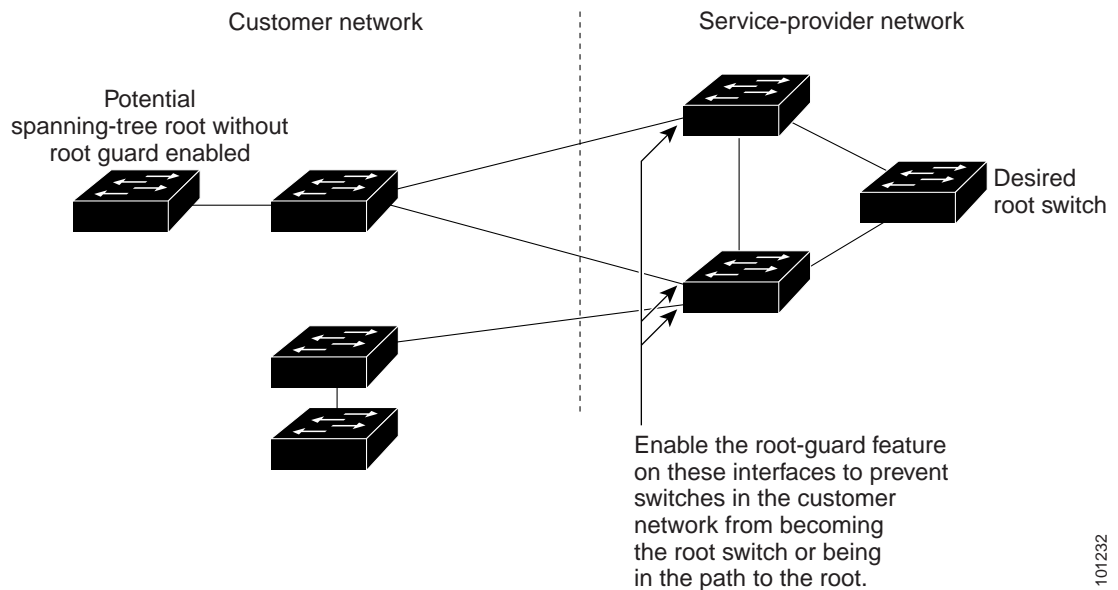 Customer network
Service-provider network
Potential
spanning-tree root without
root guard enabled
Desired
root switch
Enable the root-guard feature
on these interfaces to prevent
switches in the customer
network from becoming
the root switch or being
in the path to the root.
101232